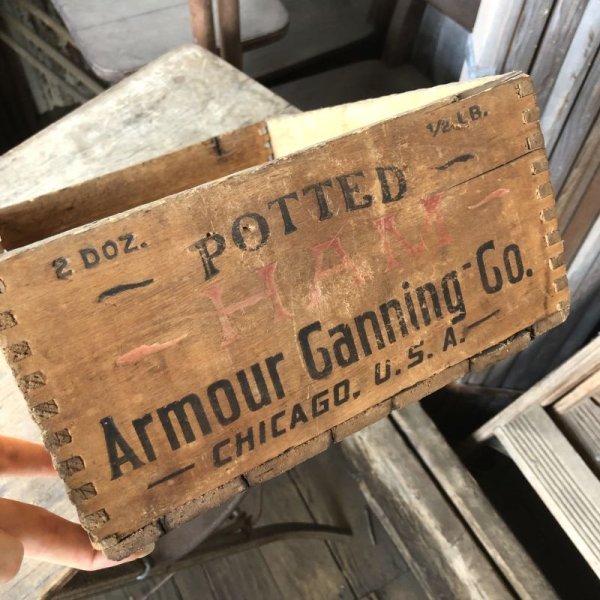 2 DOZ. ½ LB.
POTTED
HAM
Armour Canning Co.
CHICAGO. U.S.A.